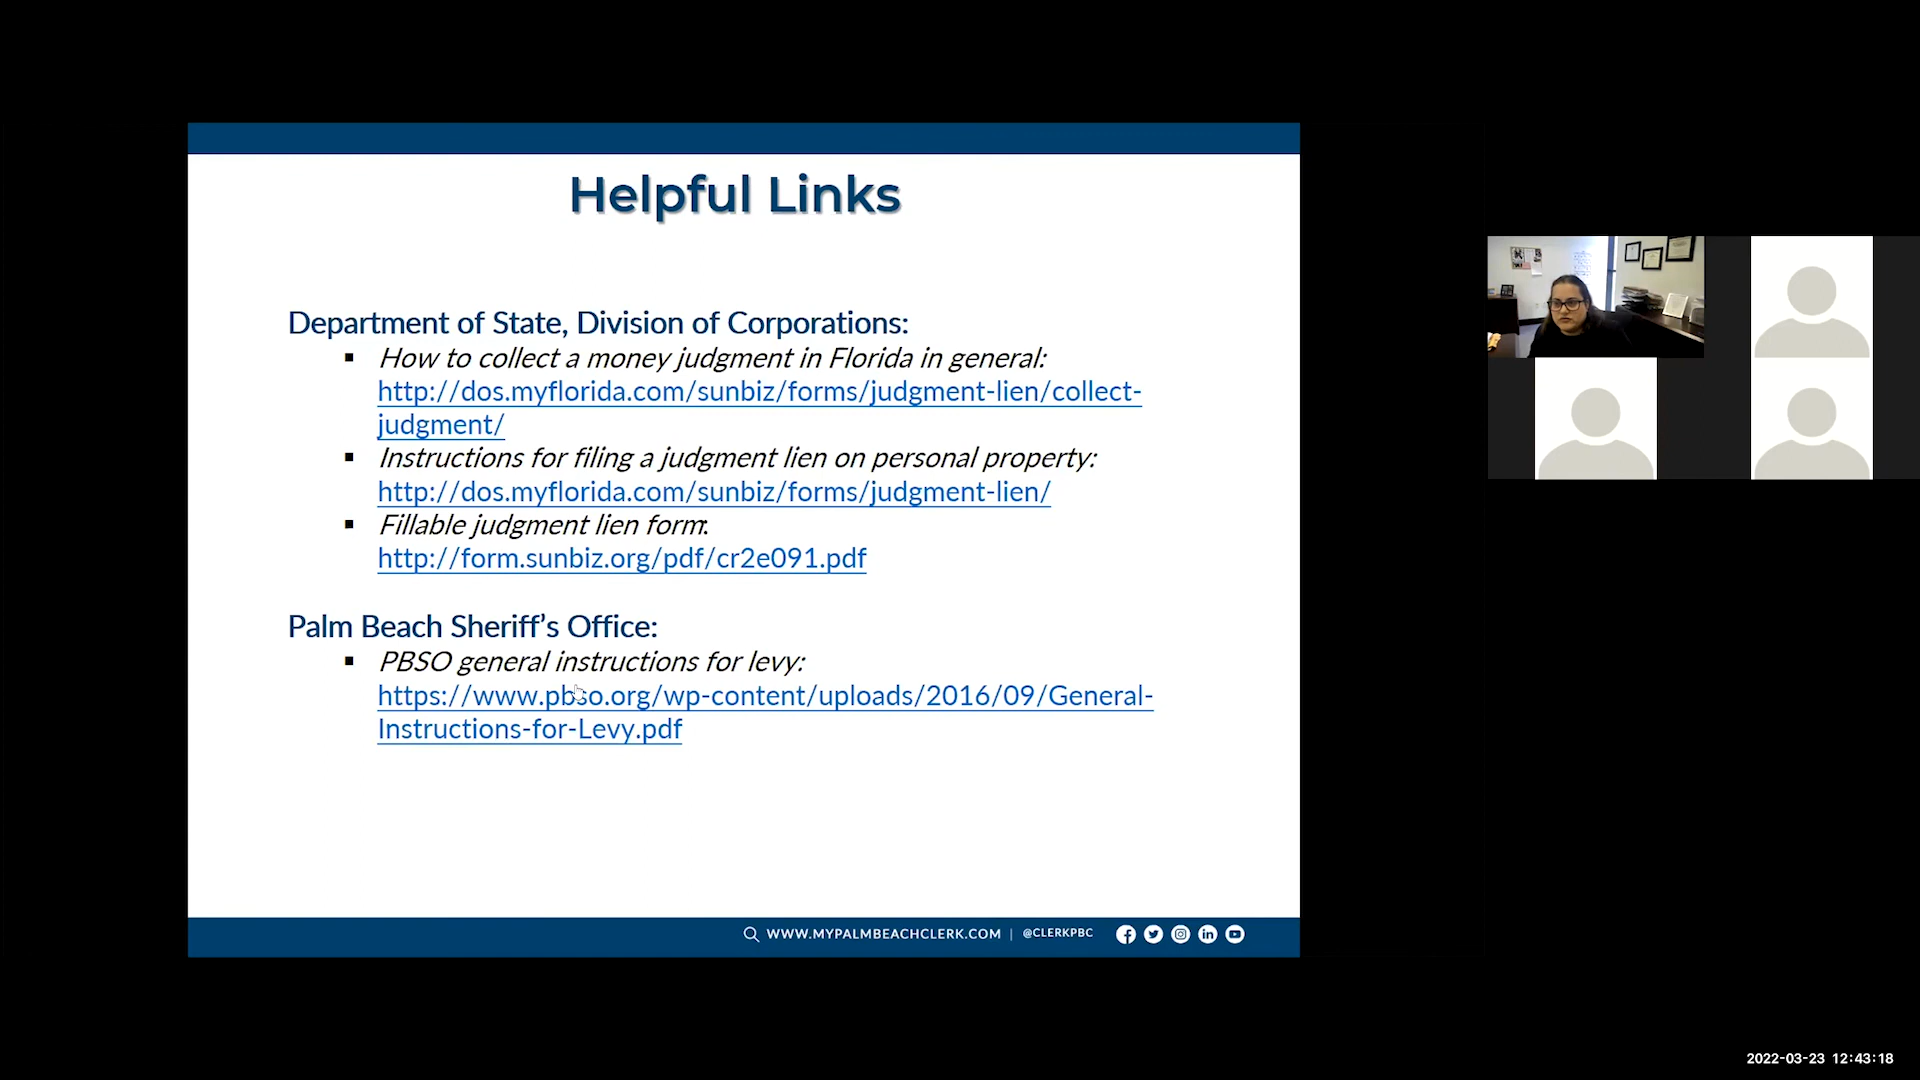 Helpful Links
Department of State, Division of Corporations:
▪ How to collect a money judgment in Florida in general:
http://dos.myflorida.com/sunbiz/forms/judgment-lien/collect-
judgment/
▪ Instructions for filing a judgment lien on personal property:
http://dos.myflorida.com/sunbiz/forms/judgment-lien/
▪ Fillable judgment lien form:
http://form.sunbiz.org/pdf/cr2e091.pdf
Palm Beach Sheriff’s Office:
▪ PBSO general instructions for levy:
https://www.pbso.org/wp-content/uploads/2016/09/General-
Instructions-for-Levy.pdf
WWW.MYPALMBEACHCLERK.COM | @CLERKPBC
2022-03-23 12:43:18